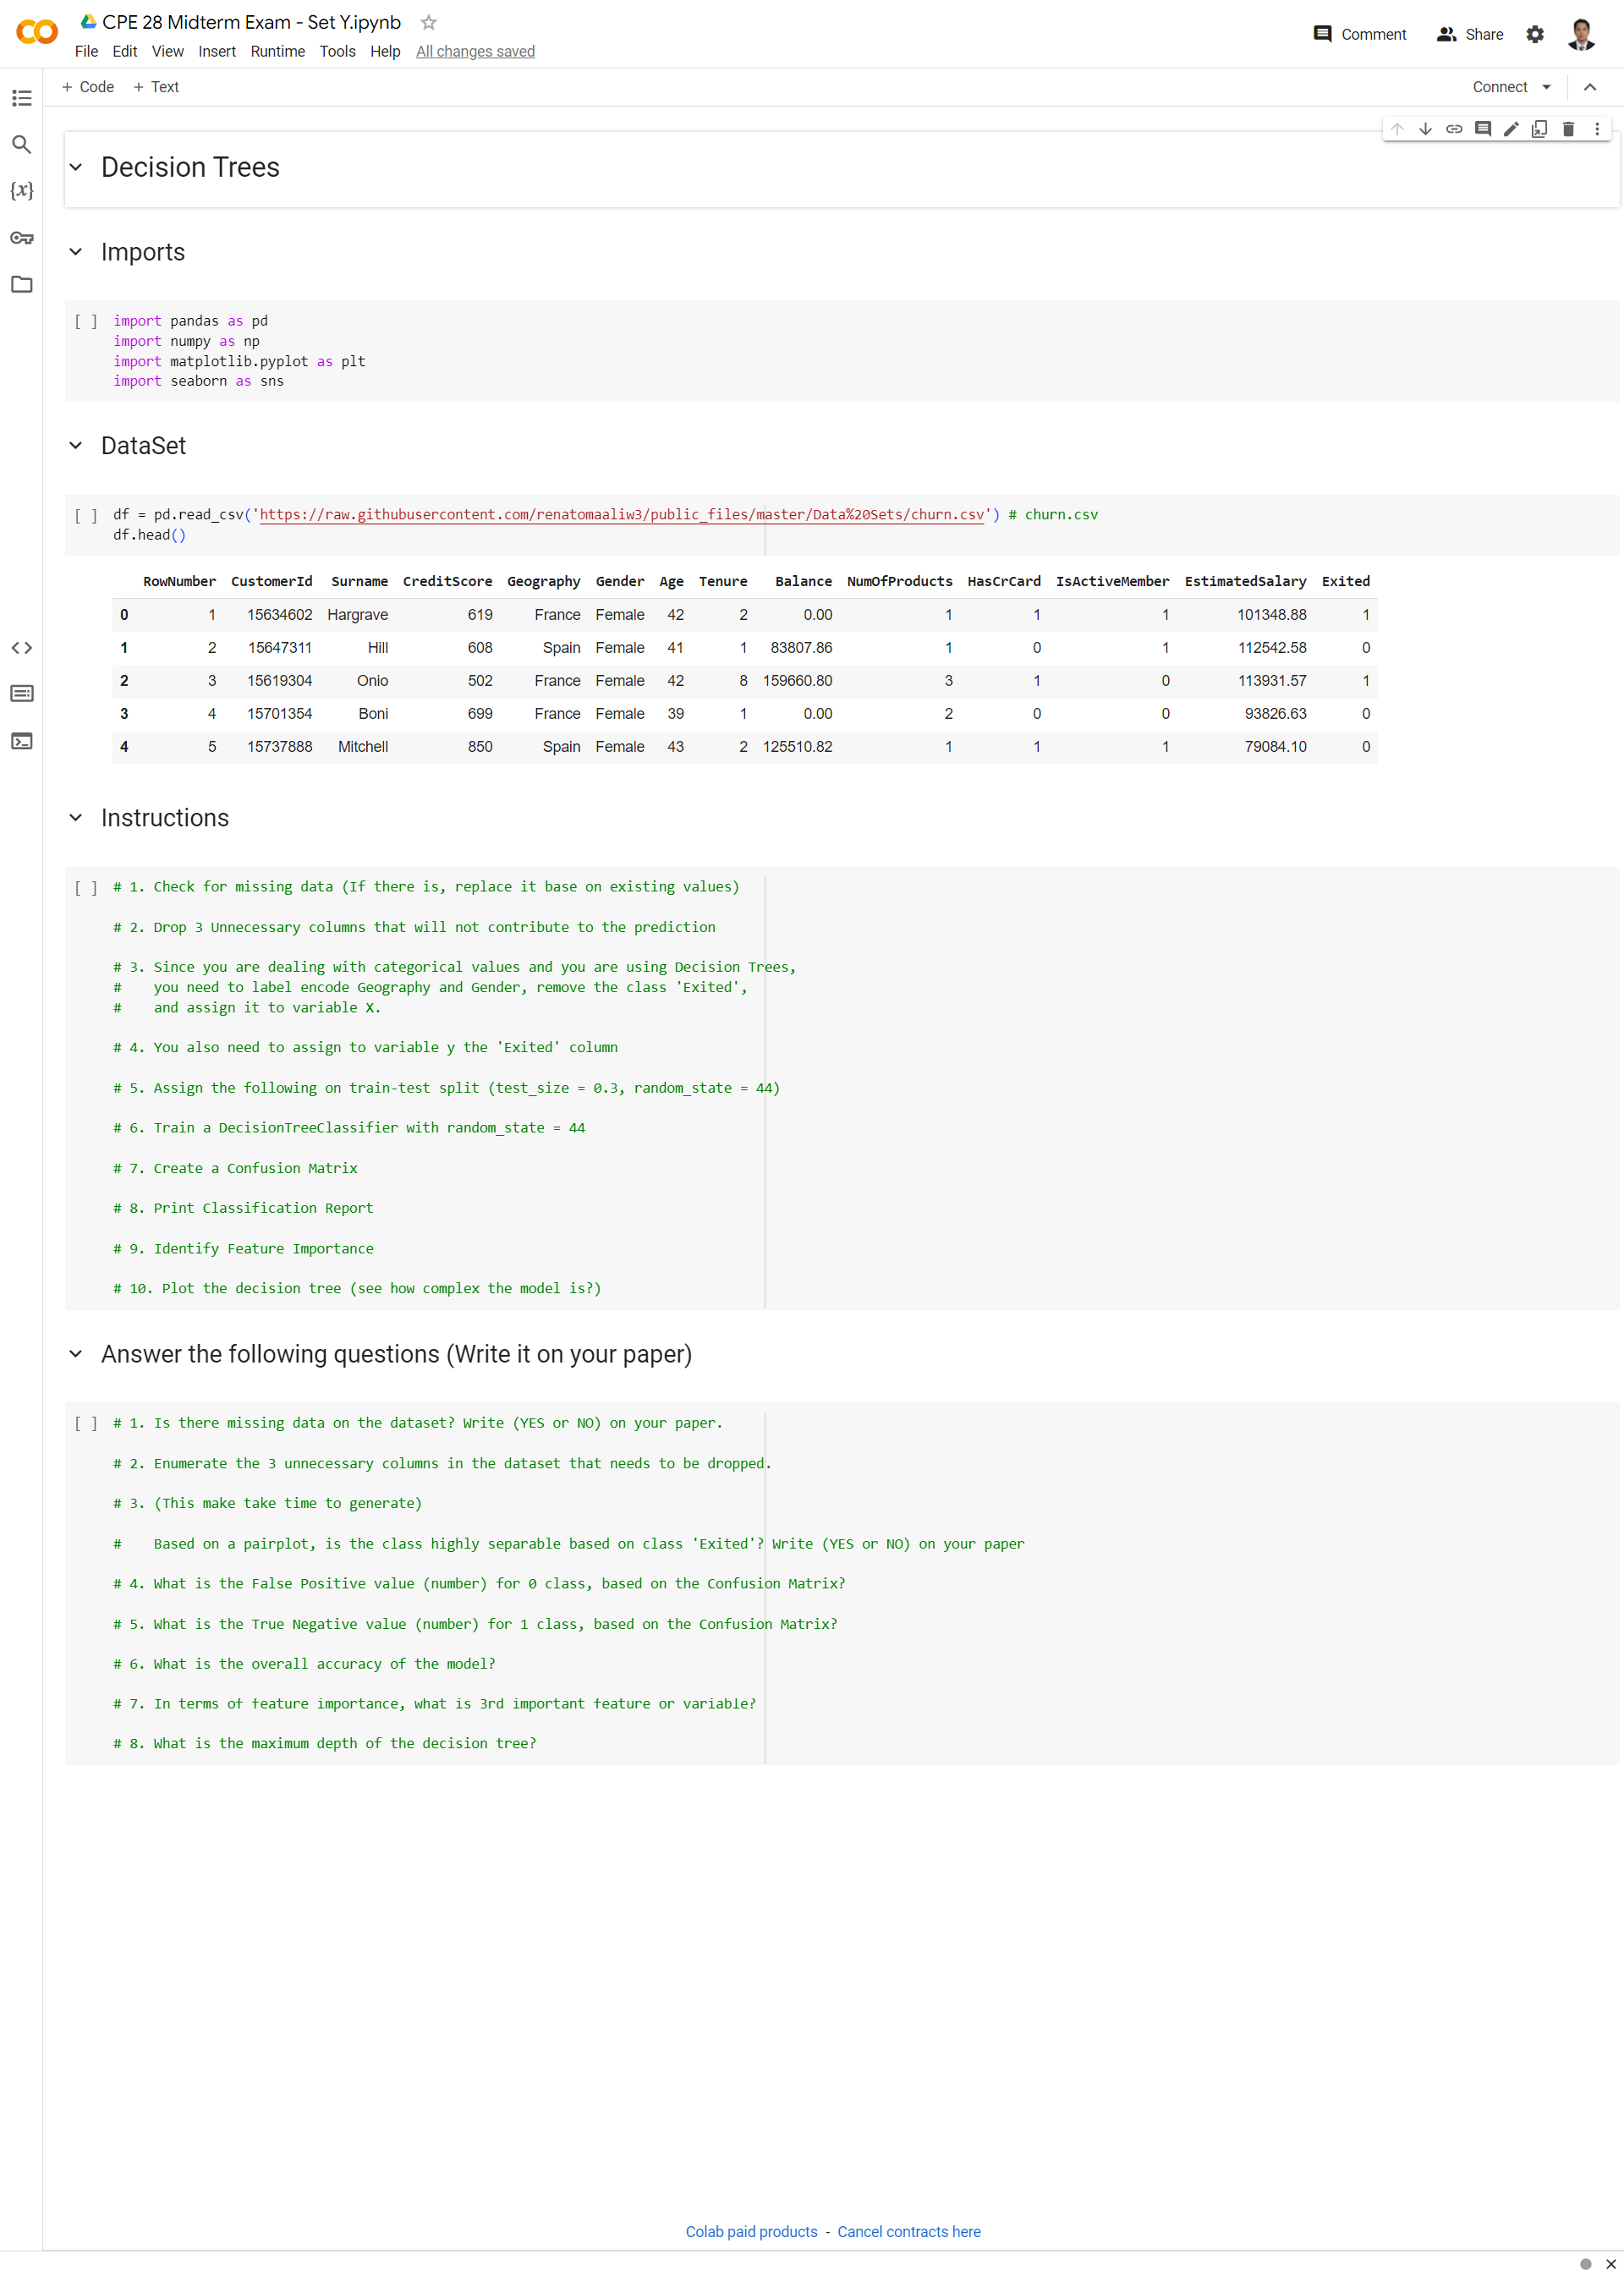 CPE 28 Midterm Exam - Set Y.ipynb
File Edit View Insert Runtime Tools Help All changes saved
Comment
Share
+ Code + Text
Connect
Decision Trees
Imports
[ ] import pandas as pd
import numpy as np
import matplotlib.pyplot as plt
import seaborn as sns
DataSet
[ ] df = pd.read_csv('https://raw.githubusercontent.com/renatomaaliw3/public_files/master/Data%20Sets/churn.csv') # churn.csv
df.head()
RowNumber CustomerId Surname CreditScore Geography Gender Age Tenure Balance NumOfProducts HasCrCard IsActiveMember EstimatedSalary Exited
0 1 15634602 Hargrave 619 France Female 42 2 0.00 1 1 1 101348.88 1
1 2 15647311 Hill 608 Spain Female 41 1 83807.86 1 0 1 112542.58 0
2 3 15619304 Onio 502 France Female 42 8 159660.80 3 1 0 113931.57 1
3 4 15701354 Boni 699 France Female 39 1 0.00 2 0 0 93826.63 0
4 5 15737888 Mitchell 850 Spain Female 43 2 125510.82 1 1 1 79084.10 0
Instructions
[ ] # 1. Check for missing data (If there is, replace it base on existing values)
# 2. Drop 3 Unnecessary columns that will not contribute to the prediction
# 3. Since you are dealing with categorical values and you are using Decision Trees,
# you need to label encode Geography and Gender, remove the class 'Exited',
# and assign it to variable X.
# 4. You also need to assign to variable y the 'Exited' column
# 5. Assign the following on train-test split (test_size = 0.3, random_state = 44)
# 6. Train a DecisionTreeClassifier with random_state = 44
# 7. Create a Confusion Matrix
# 8. Print Classification Report
# 9. Identify Feature Importance
# 10. Plot the decision tree (see how complex the model is?)
Answer the following questions (Write it on your paper)
[ ] # 1. Is there missing data on the dataset? Write (YES or NO) on your paper.
# 2. Enumerate the 3 unnecessary columns in the dataset that needs to be dropped.
# 3. (This make take time to generate)
# Based on a pairplot, is the class highly separable based on class 'Exited'? Write (YES or NO) on your paper
# 4. What is the False Positive value (number) for 0 class, based on the Confusion Matrix?
# 5. What is the True Negative value (number) for 1 class, based on the Confusion Matrix?
# 6. What is the overall accuracy of the model?
# 7. In terms of feature importance, what is 3rd important feature or variable?
# 8. What is the maximum depth of the decision tree?
Colab paid products - Cancel contracts here